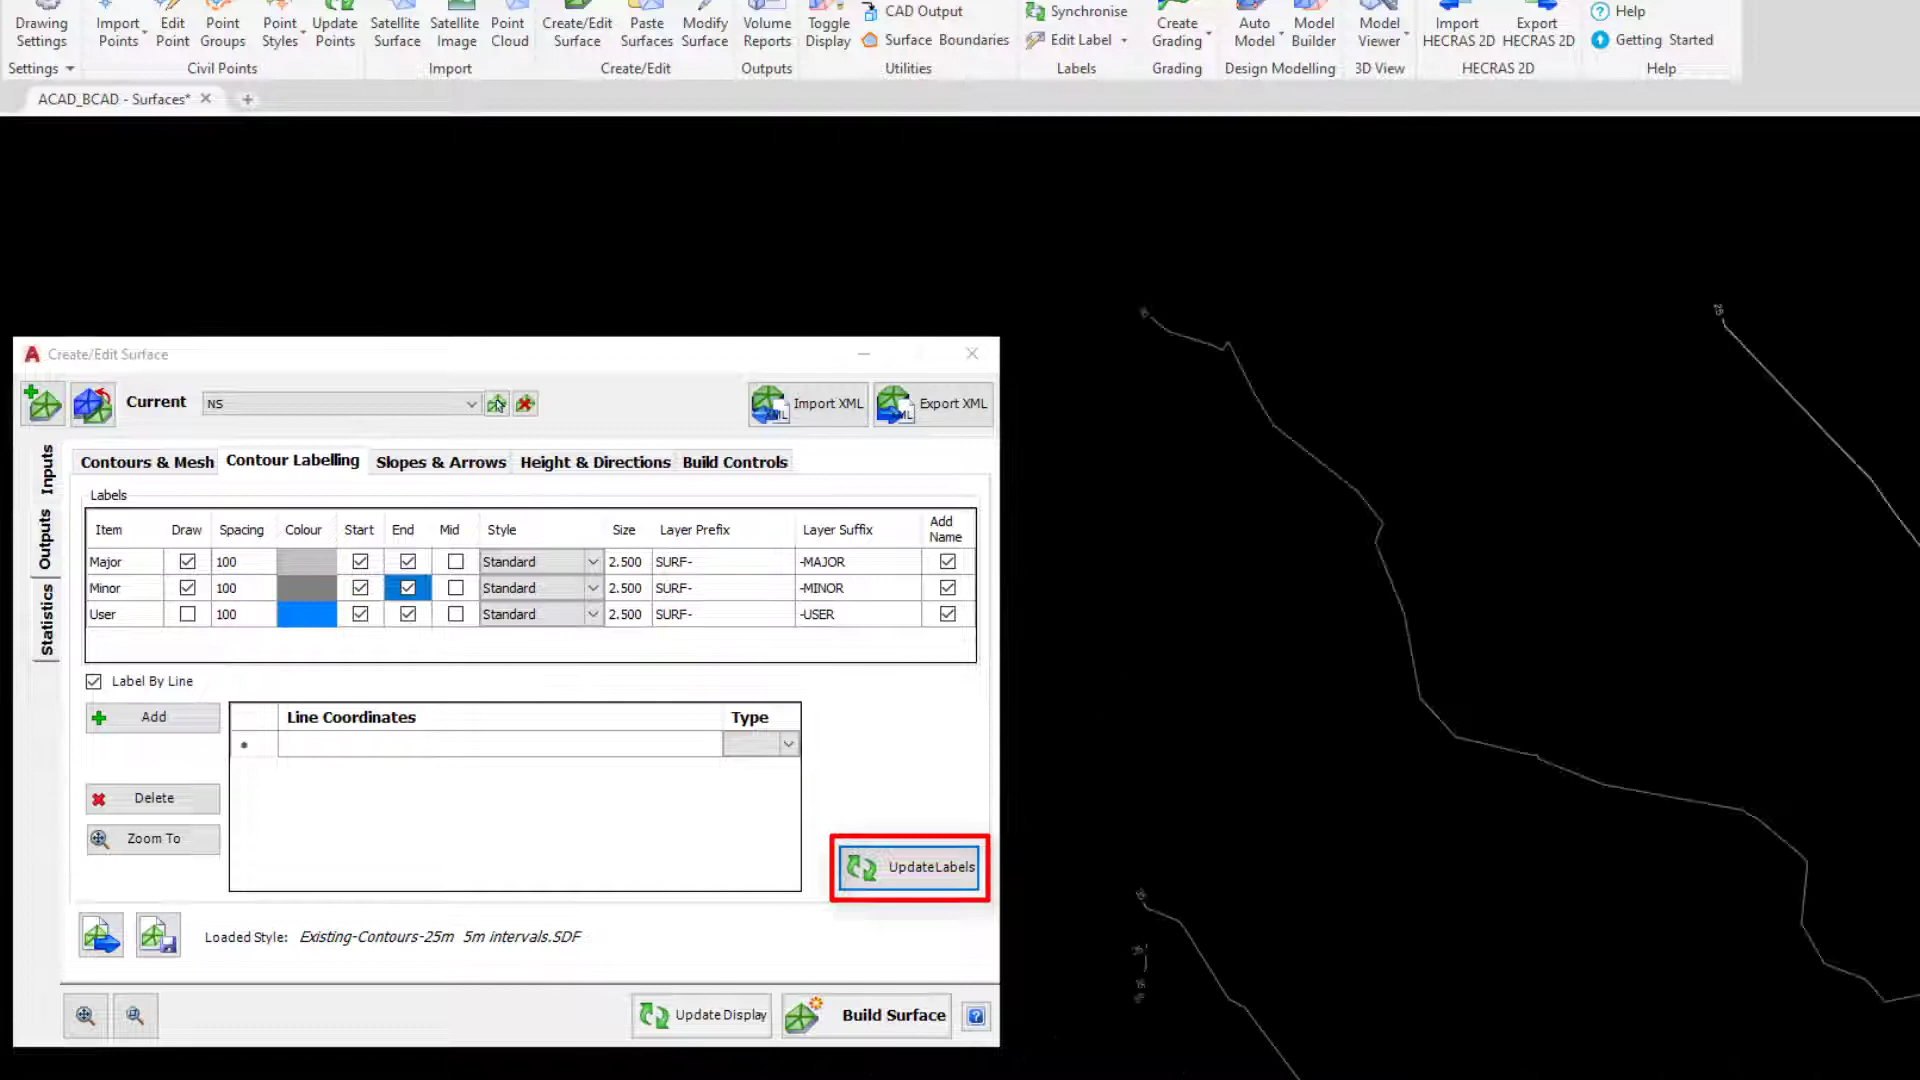 Drawing Settings
Import Points
Edit Point
Point Groups
Point Styles
Update Points
Satellite Surface
Satellite Image
Point Cloud
Create/Edit Surface
Paste Surfaces
Modify Surface
Volume Reports
Toggle Display
CAD Output
Surface Boundaries
Synchronise
Edit Label
Create Grading
Auto Model
Model Builder
Model Viewer
Import HECRAS 2D
Export HECRAS 2D
Help
Getting Started
Settings
Civil Points
Import
Create/Edit
Outputs
Utilities
Labels
Grading
Design Modelling
3D View
HECRAS 2D
Help
ACAD_BCAD - Surfaces*
Create/Edit Surface
Current NS
Import XML
Export XML
Inputs
Outputs
Statistics
Contours & Mesh
Contour Labelling
Slopes & Arrows
Height & Directions
Build Controls
Labels
Item Draw Spacing Colour Start End Mid Style Size Layer Prefix Layer Suffix Add Name
Major 100 Standard 2.500 SURF- -MAJOR
Minor 100 Standard 2.500 SURF- -MINOR
User 100 Standard 2.500 SURF- -USER
Label By Line
Add
Line Coordinates Type
Delete
Zoom To
UpdateLabels
Loaded Style: Existing-Contours-25m 5m intervals.SDF
Update Display
Build Surface